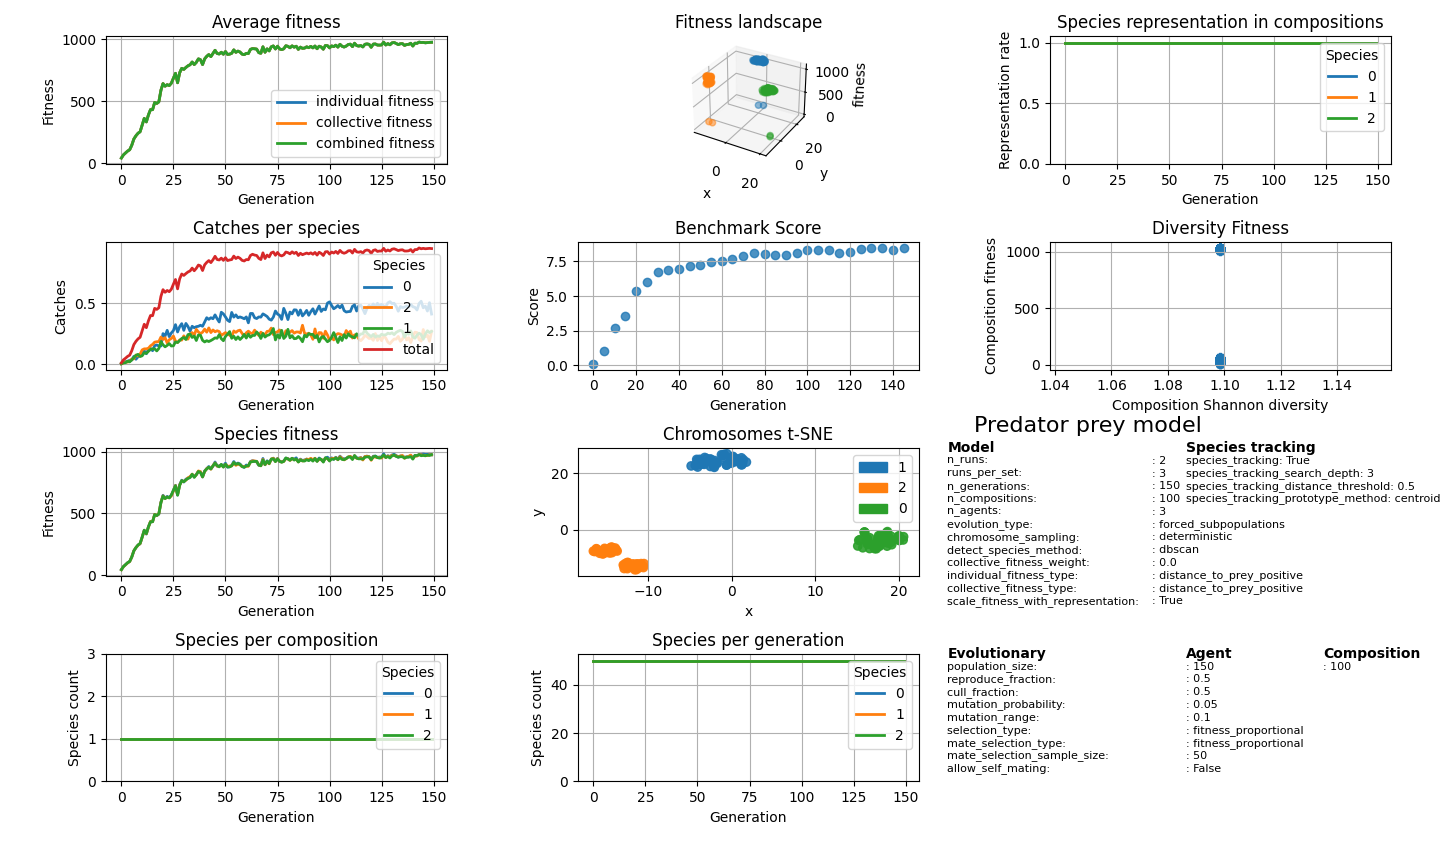 Average fitness
Fitness
1000
500
0
individual fitness
collective fitness
combined fitness
0 25 50 75 100 125 150
Generation
Fitness landscape
1000
500
0
fitness
0 20
x
0 20
y
Species representation in compositions
Representation rate
1.0
0.5
0.0
Species
0
1
2
0 25 50 75 100 125 150
Generation
Catches per species
Catches
0.5
0.0
Species
0
2
1
total
0 25 50 75 100 125 150
Generation
Benchmark Score
Score
7.5
5.0
2.5
0.0
0 20 40 60 80 100 120 140
Generation
Diversity Fitness
Composition fitness
1000
500
0
1.04 1.06 1.08 1.10 1.12 1.14
Composition Shannon diversity
Species fitness
Fitness
1000
500
0
0 25 50 75 100 125 150
Generation
Chromosomes t-SNE
y
20
0
1
2
0
−10 0 10 20
x
Predator prey model
Model
n_runs: : 2
runs_per_set: : 3
n_generations: : 150
n_compositions: : 100
n_agents: : 3
evolution_type: : forced_subpopulations
chromosome_sampling: : deterministic
detect_species_method: : dbscan
collective_fitness_weight: : 0.0
individual_fitness_type: : distance_to_prey_positive
collective_fitness_type: : distance_to_prey_positive
scale_fitness_with_representation: : True
Species tracking
species_tracking: True
species_tracking_search_depth: 3
species_tracking_distance_threshold: 0.5
species_tracking_prototype_method: centroid
Species per composition
Species count
3
2
1
0
Species
0
1
2
0 25 50 75 100 125 150
Generation
Species per generation
Species count
40
20
0
Species
0
1
2
0 25 50 75 100 125 150
Generation
Evolutionary Agent Composition
population_size: : 150 : 100
reproduce_fraction: : 0.5
cull_fraction: : 0.5
mutation_probability: : 0.05
mutation_range: : 0.1
selection_type: : fitness_proportional
mate_selection_type: : fitness_proportional
mate_selection_sample_size: : 50
allow_self_mating: : False